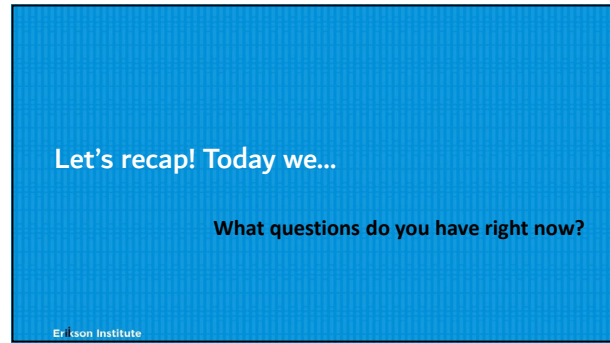 Let's recap! Today we...
What questions do you have right now?
Erikson Institute